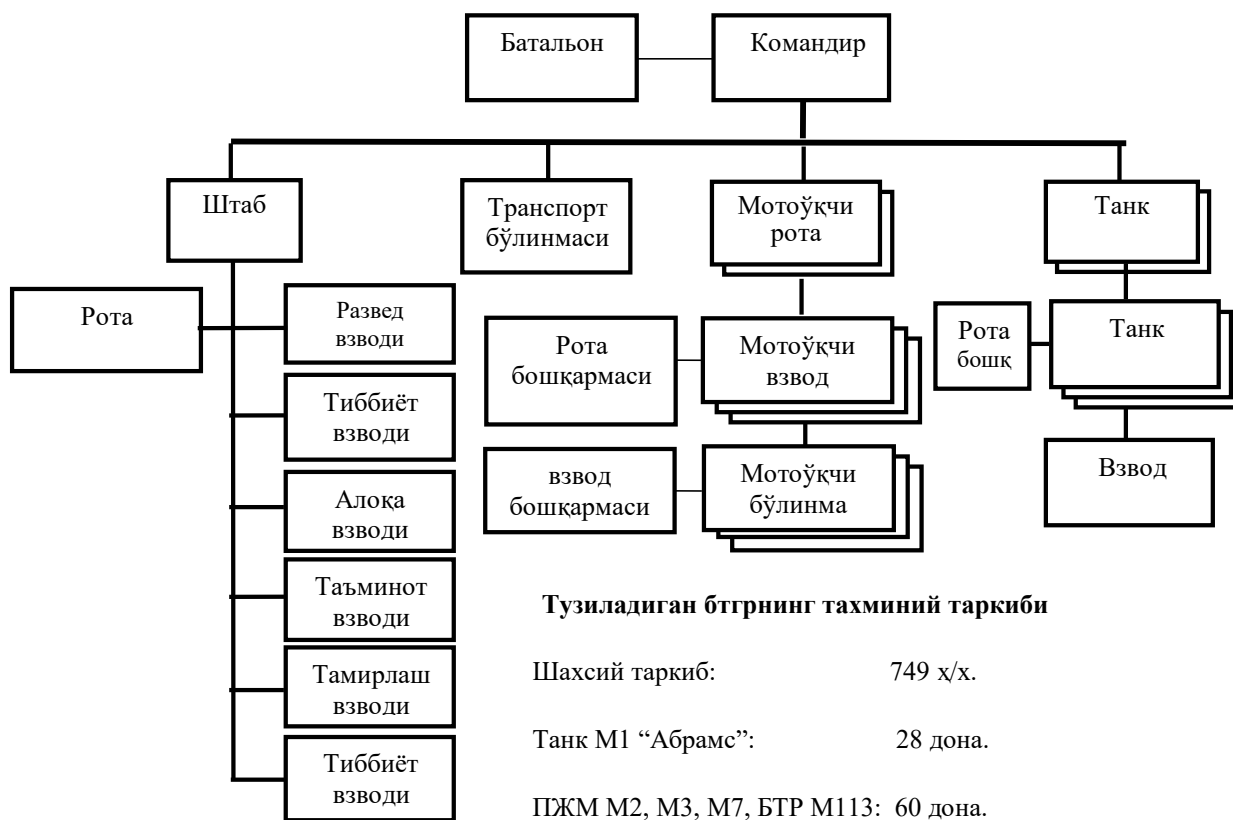 Батальон
Командир
Штаб
Транспорт
бўлинмаси
Мотоўқчи
рота
Танк
Рота
Развед
взводи
Рота
бошқармаси
Мотоўқчи
взвод
Рота
бошқ
Танк
Тиббиёт
взводи
взвод
бошқармаси
Мотоўқчи
бўлинма
Взвод
Алоқа
взводи
Таъминот
взводи
Тамирлаш
взводи
Тиббиёт
взводи
Тузиладиган бтгрнинг тахминий таркиби
Шахсий таркиб: 749 ҳ/х.
Танк М1 “Абрамс”: 28 дона.
ПЖМ М2, М3, М7, БТР М113: 60 дона.